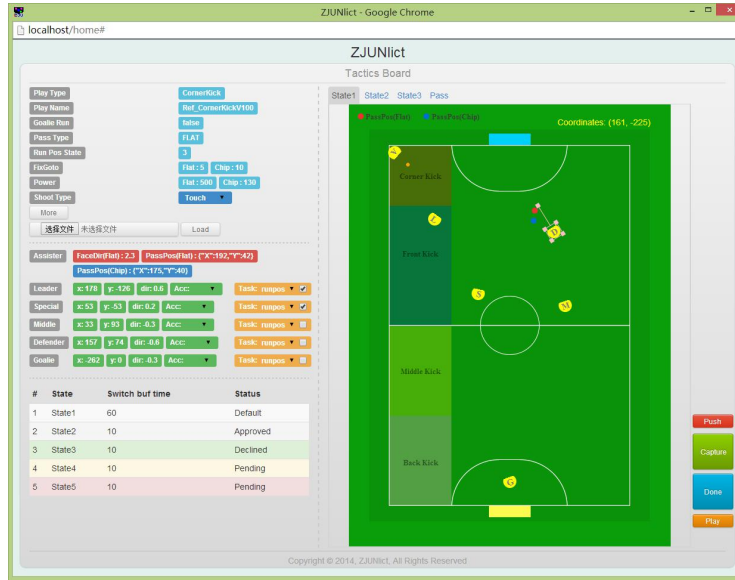 ZJUNlict - Google Chrome
localhost/home#
ZJUNlict
Tactics Board
Play Type CornerKick
Play Name Ref_CornerKickV100
Goalie Run false
Pass Type FLAT
Run Pos State 3
FixGoto Flat : 5 Chip : 10
Power Flat : 500 Chip : 130
Shoot Type Touch
More
选择文件 未选择文件 Load
Assister FaceDir(Flat) : 2.3 PassPos(Flat) : {"X":192,"Y":42}
PassPos(Chip) : {"X":175,"Y":40}
Leader x: 178 y: -126 dir: 0.6 Acc: Task: runpos
Special x: 53 y: -53 dir: 0.2 Acc: Task: runpos
Middle x: 33 y: 93 dir: -0.3 Acc: Task: runpos
Defender x: 157 y: 74 dir: -0.6 Acc: Task: runpos
Goalie x: -262 y: 0 dir: -0.3 Acc: Task: runpos
# State Switch buf time Status
1 State1 60 Default
2 State2 10 Approved
3 State3 10 Declined
4 State4 10 Pending
5 State5 10 Pending
State1 State2 State3 Pass
PassPos(Flat) PassPos(Chip) Coordinates: (161, -225)
A
Corner Kick
L
D
Front Kick
S
M
Middle Kick
Back Kick
G
Push
Capture
Done
Play
Copyright © 2014, ZJUNlict, All Rights Reserved